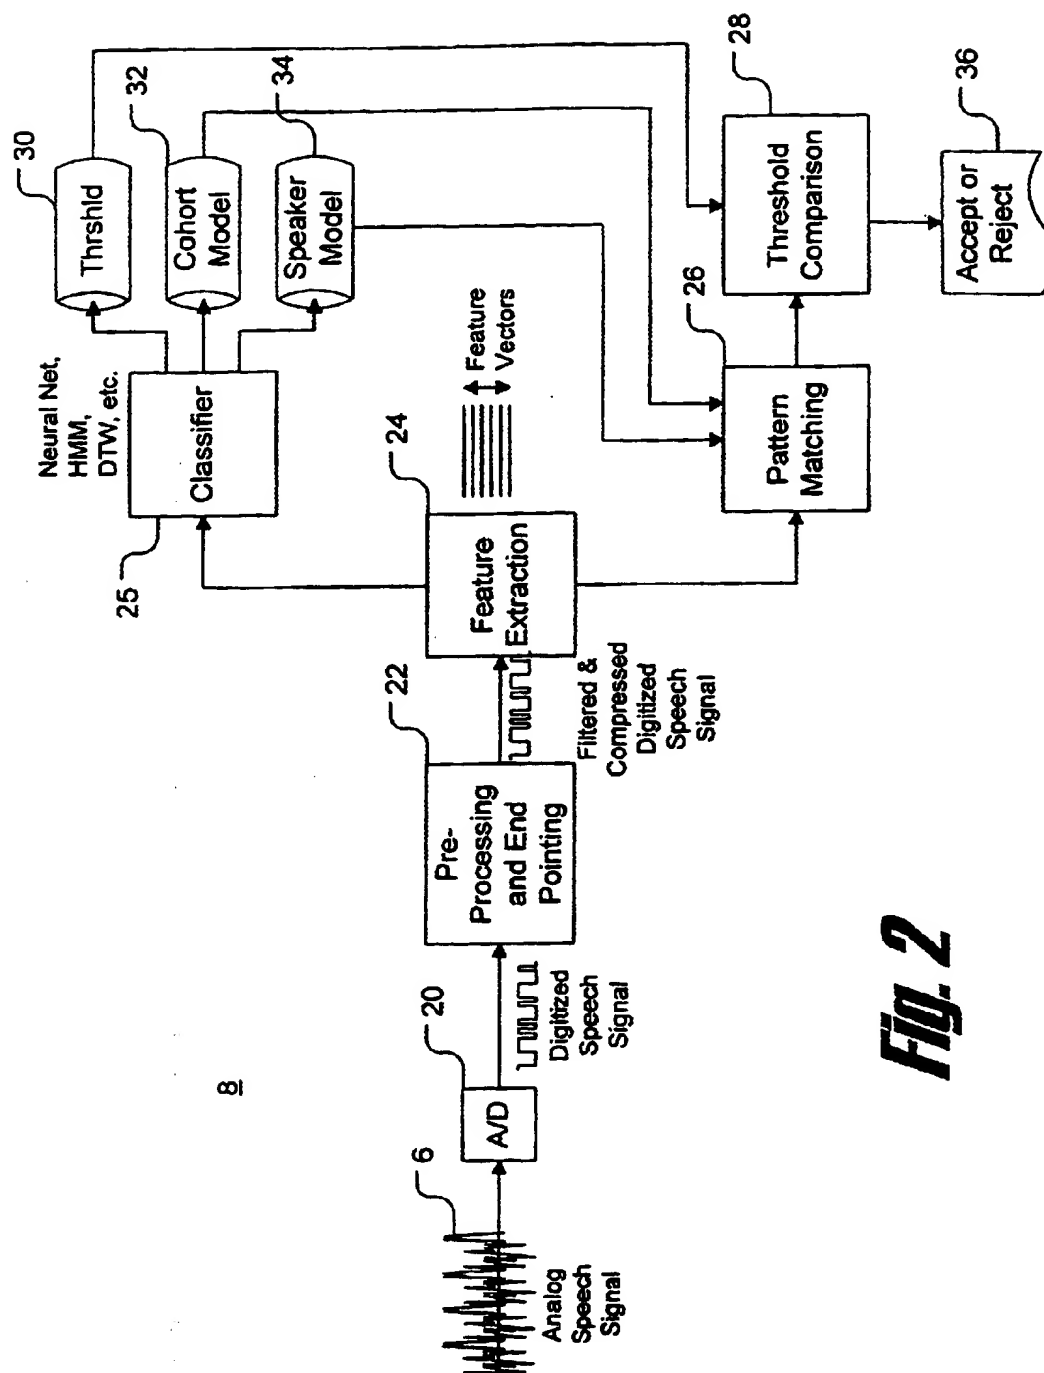 8
Analog
Speech
Signal
6
A/D
20
Digitized
Speech
Signal
Pre-
Processing
and End
Pointing
22
Filtered &
Compressed
Digitized
Speech
Signal
Feature
Extraction
24
Feature
Vectors
Neural Net,
HMM,
DTW, etc.
Classifier
25
Thrshld
30
Cohort
Model
32
Speaker
Model
34
Pattern
Matching
26
Threshold
Comparison
28
Accept or
Reject
36
Fig. 2